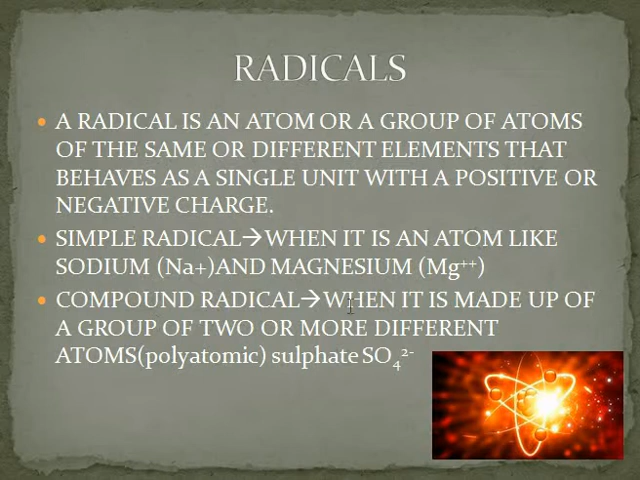 RADICALS
• A RADICAL IS AN ATOM OR A GROUP OF ATOMS
OF THE SAME OR DIFFERENT ELEMENTS THAT
BEHAVES AS A SINGLE UNIT WITH A POSITIVE OR
NEGATIVE CHARGE.
• SIMPLE RADICAL→WHEN IT IS AN ATOM LIKE
SODIUM (Na+)AND MAGNESIUM (Mg⁺⁺)
• COMPOUND RADICAL→WHEN IT IS MADE UP OF
A GROUP OF TWO OR MORE DIFFERENT
ATOMS(polyatomic) sulphate SO₄²⁻